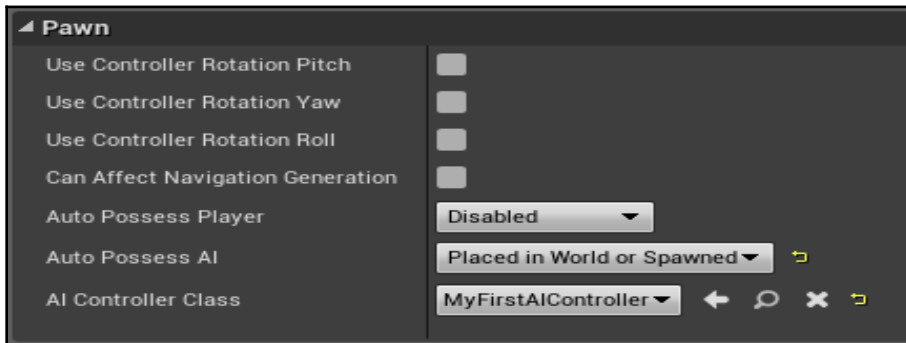 Pawn
Use Controller Rotation Pitch
Use Controller Rotation Yaw
Use Controller Rotation Roll
Can Affect Navigation Generation
Auto Possess Player Disabled
Auto Possess AI Placed in World or Spawned
AI Controller Class MyFirstAIController